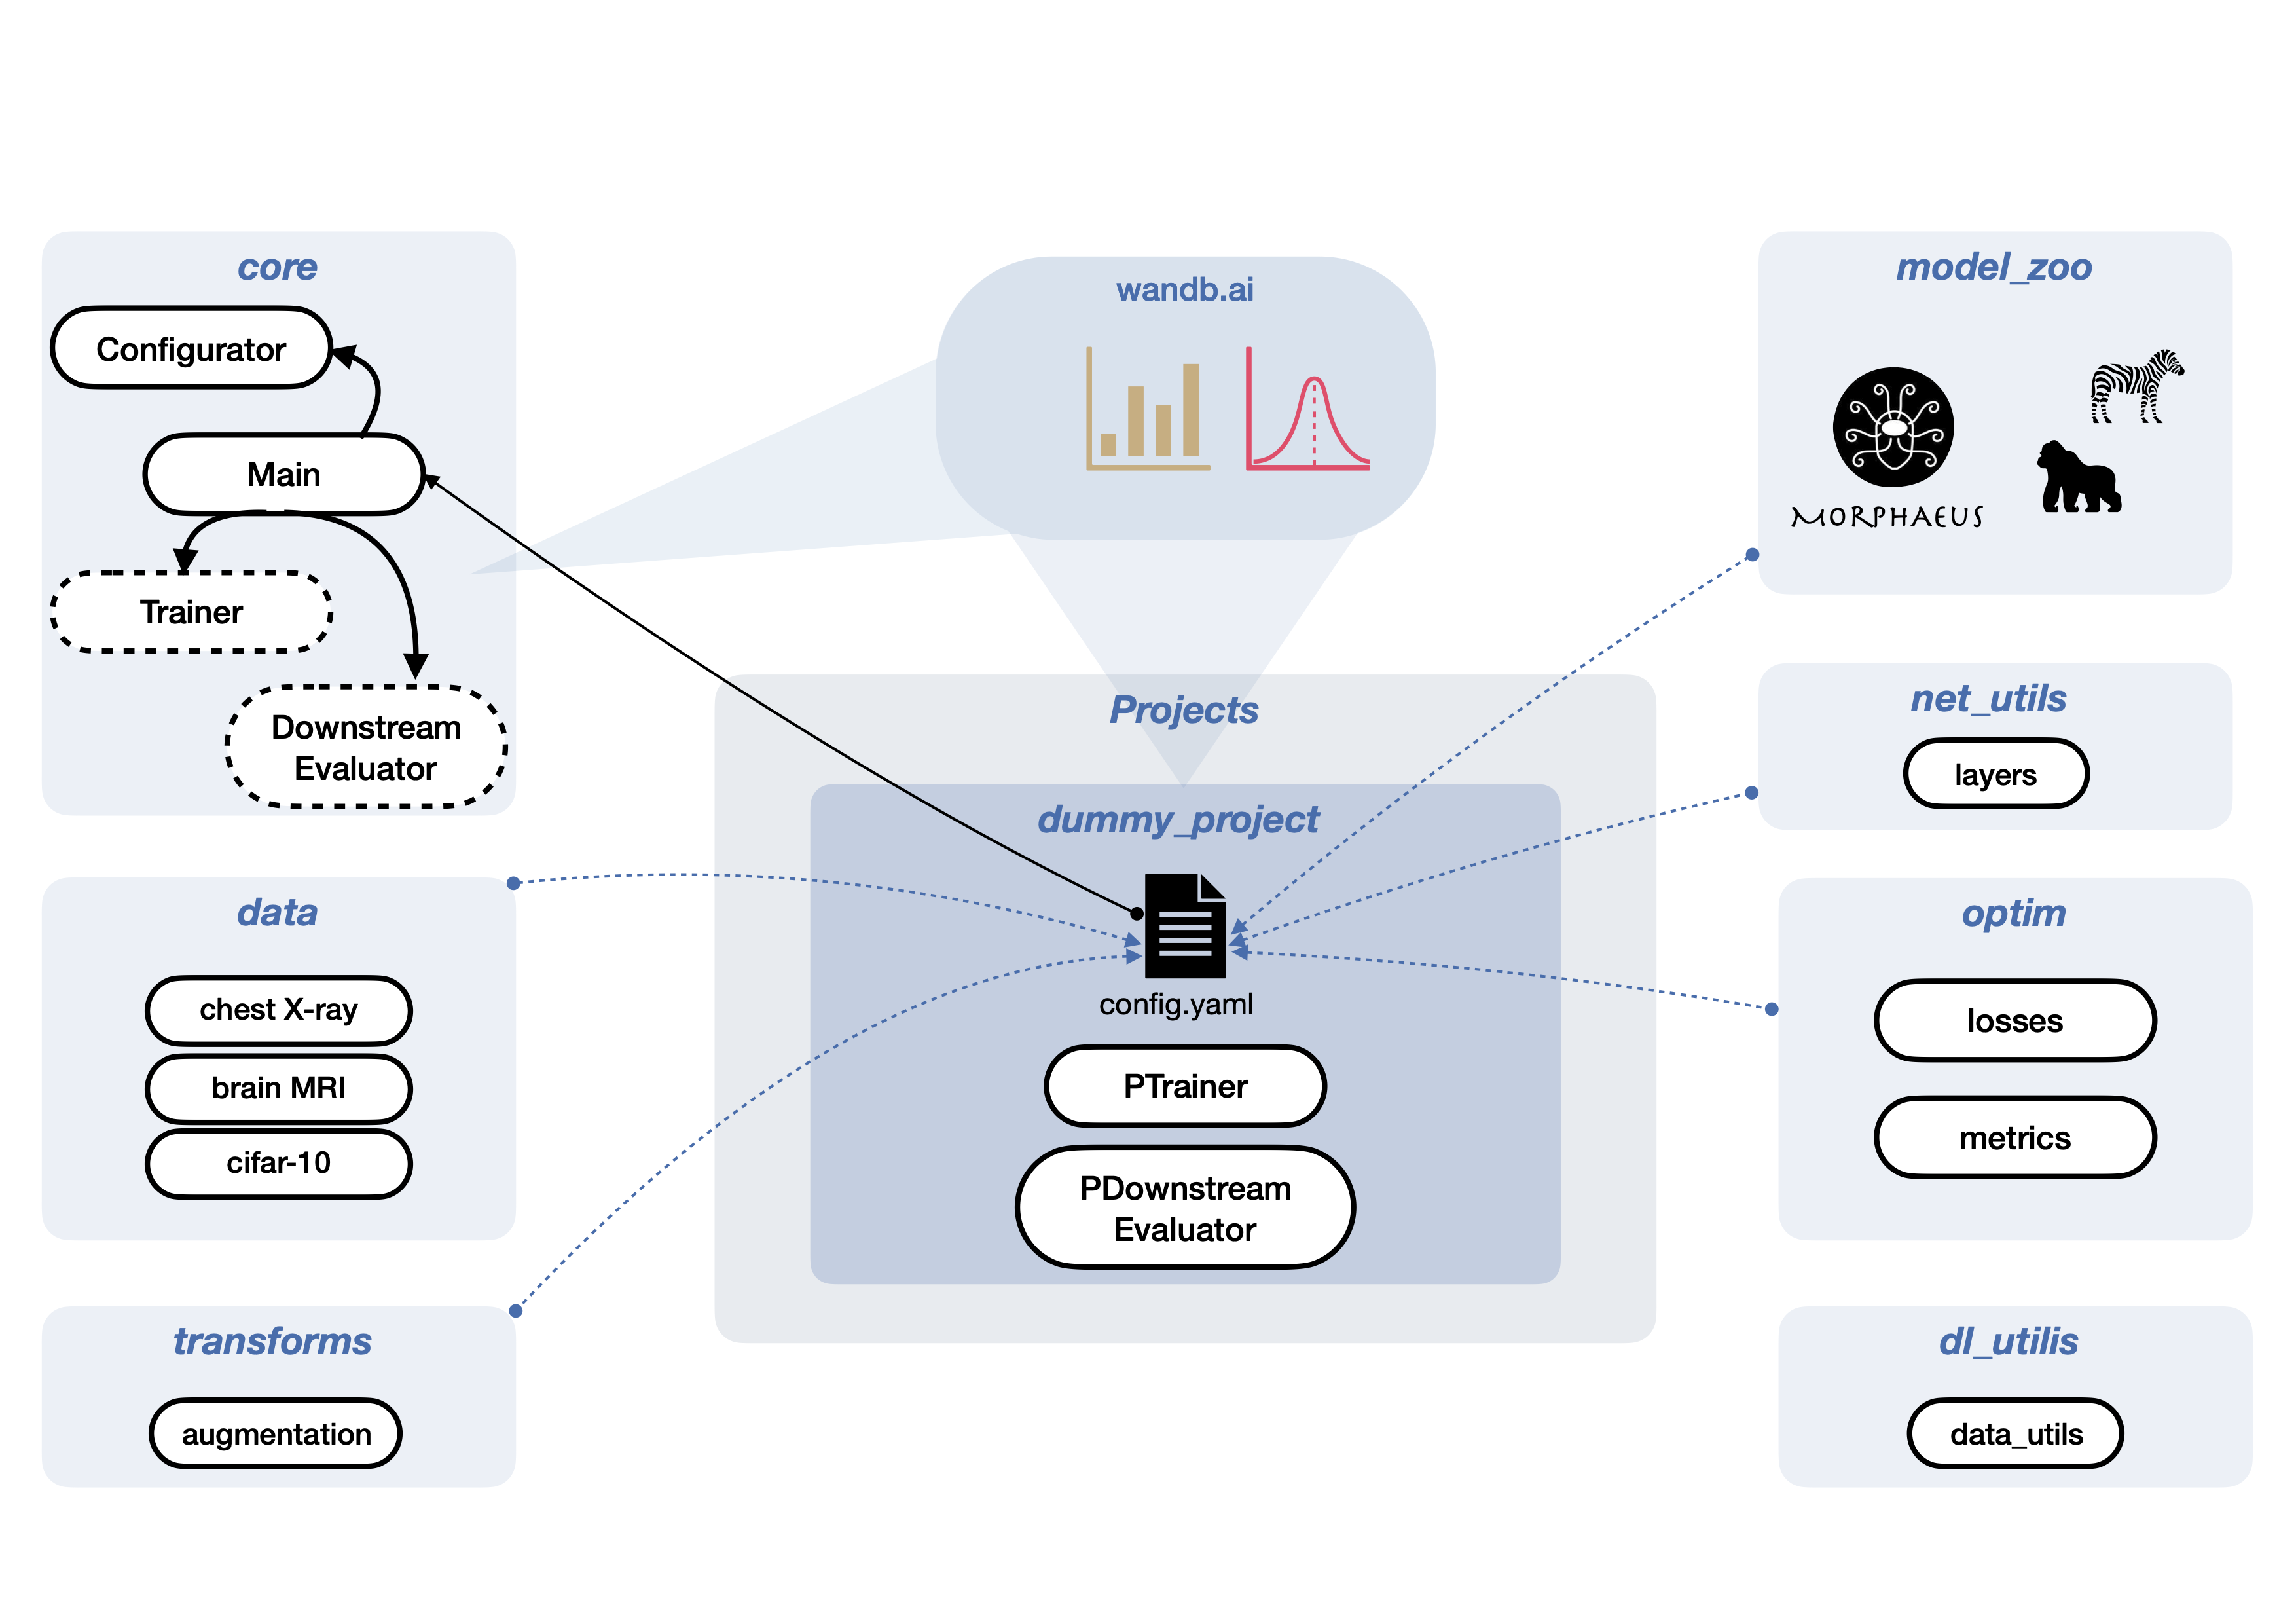 core
Configurator
Main
Trainer
Downstream
Evaluator
data
chest X-ray
brain MRI
cifar-10
transforms
augmentation
wandb.ai
Projects
dummy_project
config.yaml
PTrainer
PDownstream
Evaluator
model_zoo
MORPHAEUS
net_utils
layers
optim
losses
metrics
dl_utilis
data_utils